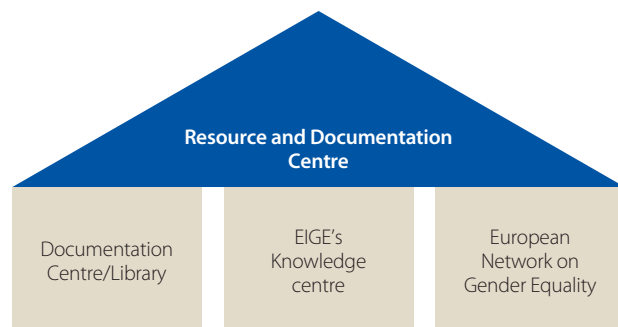 Resource and Documentation
Centre
Documentation
Centre/Library
EIGE's
Knowledge
centre
European
Network on
Gender Equality